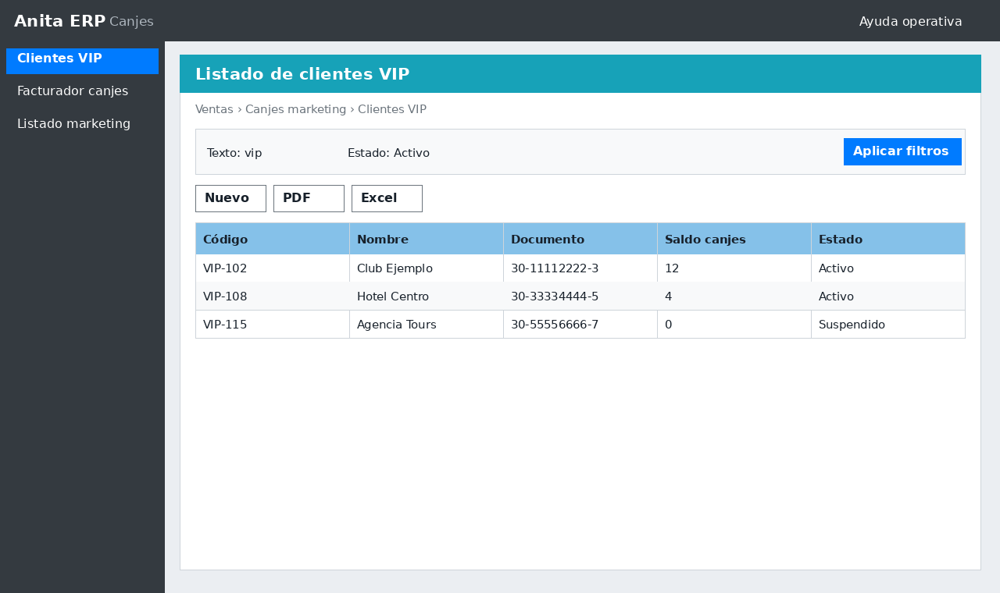 Anita ERP Canjes
Ayuda operativa
Clientes VIP
Facturador canjes
Listado marketing
Listado de clientes VIP
Ventas › Canjes marketing › Clientes VIP
Texto: vip
Estado: Activo
Aplicar filtros
Nuevo
PDF
Excel
Código Nombre Documento Saldo canjes Estado
VIP-102 Club Ejemplo 30-11112222-3 12 Activo
VIP-108 Hotel Centro 30-33334444-5 4 Activo
VIP-115 Agencia Tours 30-55556666-7 0 Suspendido